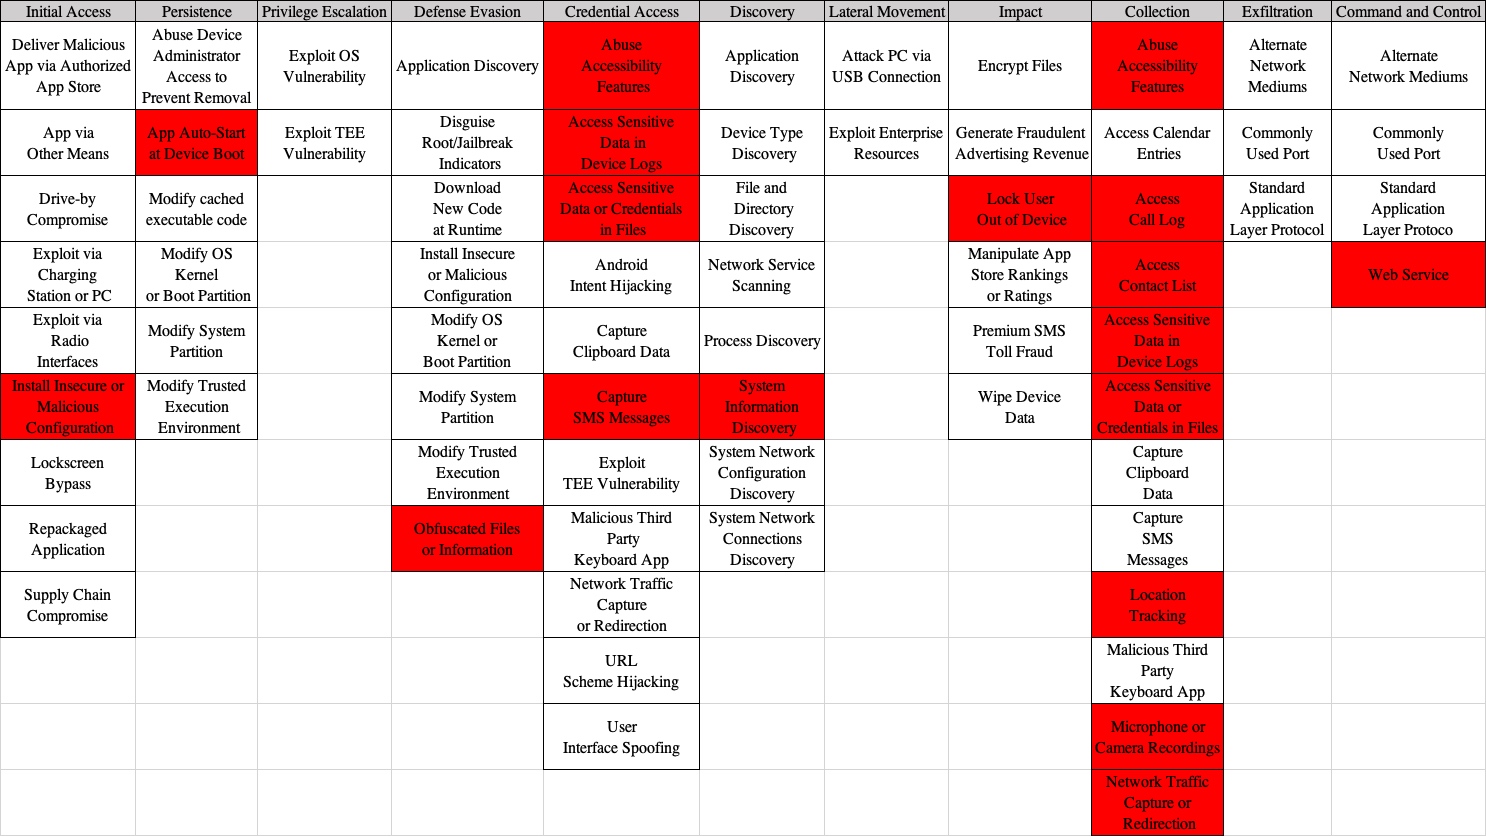 Initial Access
Persistence
Privilege Escalation
Defense Evasion
Credential Access
Discovery
Lateral Movement
Impact
Collection
Exfiltration
Command and Control
Deliver Malicious
App via Authorized
App Store
Abuse Device
Administrator
Access to
Prevent Removal
Exploit OS
Vulnerability
Application Discovery
Abuse
Accessibility
Features
Application
Discovery
Attack PC via
USB Connection
Encrypt Files
Abuse
Accessibility
Features
Alternate
Network
Mediums
Alternate
Network Mediums
App via
Other Means
App Auto-Start
at Device Boot
Exploit TEE
Vulnerability
Disguise
Root/Jailbreak
Indicators
Access Sensitive
Data in
Device Logs
Device Type
Discovery
Exploit Enterprise
Resources
Generate Fraudulent
Advertising Revenue
Access Calendar
Entries
Commonly
Used Port
Commonly
Used Port
Drive-by
Compromise
Modify cached
executable code
Download
New Code
at Runtime
Access Sensitive
Data or Credentials
in Files
File and
Directory
Discovery
Lock User
Out of Device
Access
Call Log
Standard
Application
Layer Protocol
Standard
Application
Layer Protoco
Exploit via
Charging
Station or PC
Modify OS
Kernel
or Boot Partition
Install Insecure
or Malicious
Configuration
Android
Intent Hijacking
Network Service
Scanning
Manipulate App
Store Rankings
or Ratings
Access
Contact List
Web Service
Exploit via
Radio
Interfaces
Modify System
Partition
Modify OS
Kernel or
Boot Partition
Capture
Clipboard Data
Process Discovery
Premium SMS
Toll Fraud
Access Sensitive
Data in
Device Logs
Install Insecure or
Malicious
Configuration
Modify Trusted
Execution
Environment
Modify System
Partition
Capture
SMS Messages
System
Information
Discovery
Wipe Device
Data
Access Sensitive
Data or
Credentials in Files
Lockscreen
Bypass
Modify Trusted
Execution
Environment
Exploit
TEE Vulnerability
System Network
Configuration
Discovery
Capture
Clipboard
Data
Repackaged
Application
Obfuscated Files
or Information
Malicious Third
Party
Keyboard App
System Network
Connections
Discovery
Capture
SMS
Messages
Supply Chain
Compromise
Network Traffic
Capture
or Redirection
Location
Tracking
URL
Scheme Hijacking
Malicious Third
Party
Keyboard App
User
Interface Spoofing
Microphone or
Camera Recordings
Network Traffic
Capture or
Redirection